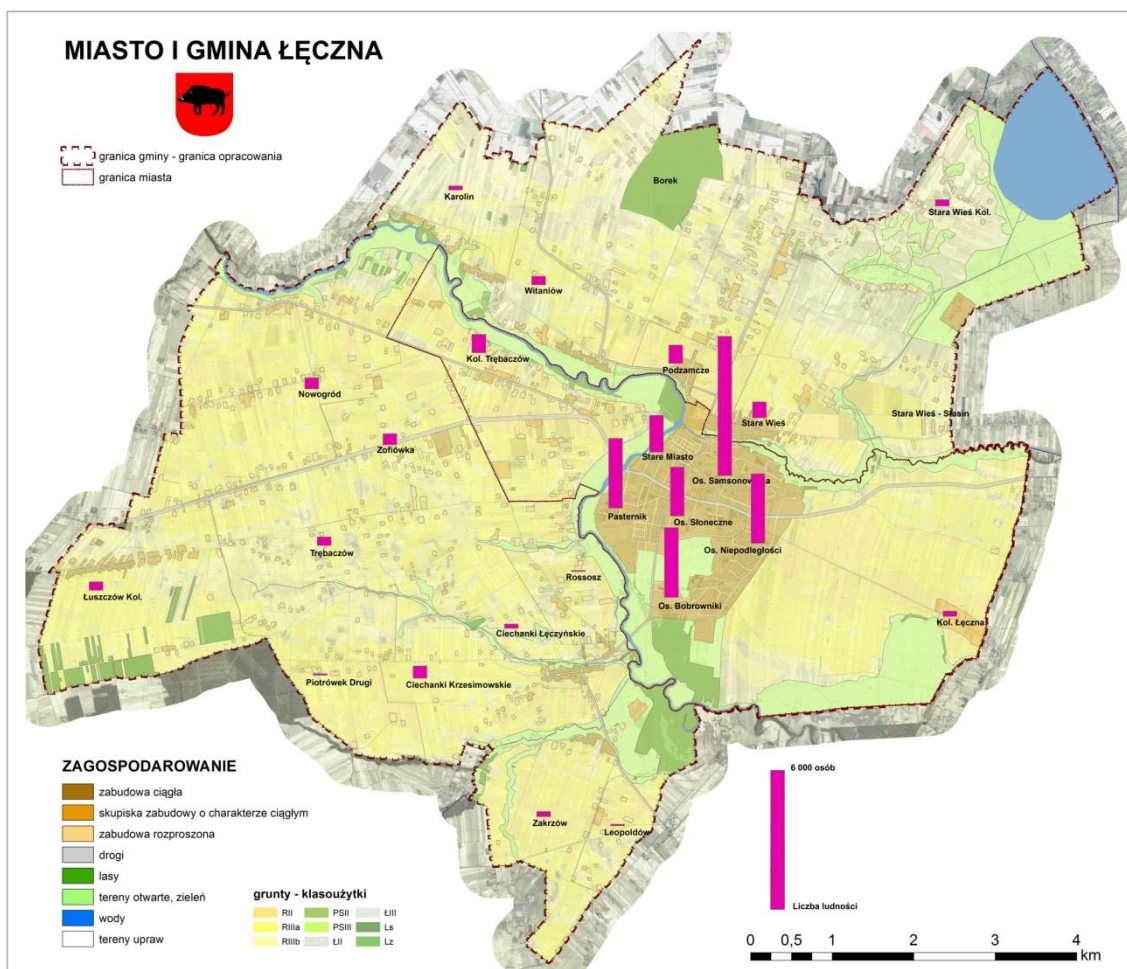 MIASTO I GMINA ŁĘCZNA
granica gminy - granica opracowania
granica miasta
Karolin
Borek
Stara Wieś Kol.
Witaniów
Kol. Trębaczów
Podzamcze
Nowogród
Stara Wieś
Stara Wieś - Stasin
Zofiówka
Stare Miasto
Os. Samsonowicza
Pasternik
Os. Słoneczne
Trębaczów
Os. Niepodległości
Rossosz
Łuszczów Kol.
Os. Bobrowniki
Kol. Łęczna
Ciechanki Łęczyńskie
Piotrówek Drugi
Ciechanki Krzesimowskie
Zakrzów
Leopoldów
ZAGOSPODAROWANIE
zabudowa ciągła
skupiska zabudowy o charakterze ciągłym
zabudowa rozproszona
drogi
lasy
tereny otwarte, zieleń
wody
tereny upraw
grunty - klasoużytki
RII PSII ŁIII
RIIIa PSIII Ls
RIIIb ŁII Lz
6 000 osób
Liczba ludności
0 0,5 1 2 3 4
km